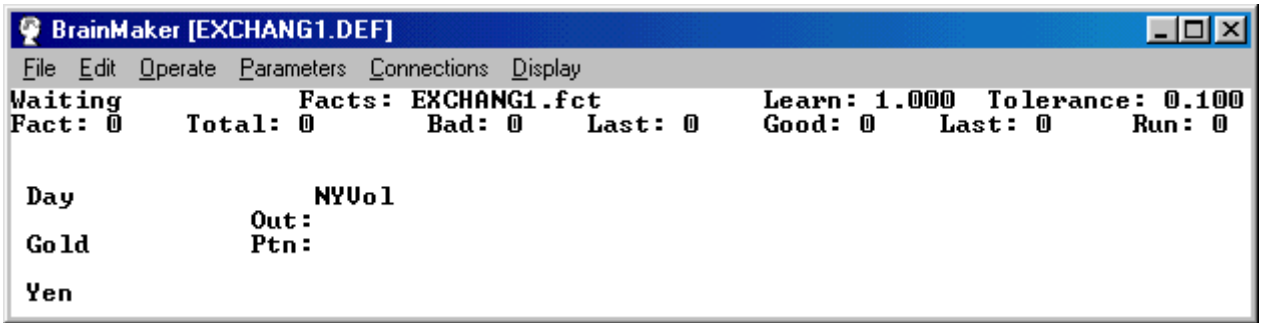 BrainMaker [EXCHANG1.DEF]
File Edit Operate Parameters Connections Display
Waiting Facts: EXCHANG1.fct Learn: 1.000 Tolerance: 0.100
Fact: 0 Total: 0 Bad: 0 Last: 0 Good: 0 Last: 0 Run: 0
Day NYVol
Out:
Gold Ptn:
Yen